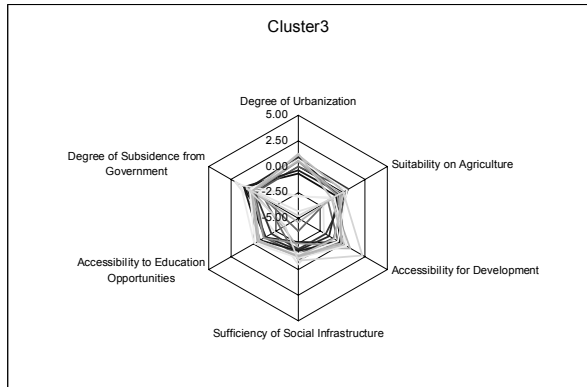 Cluster3
Degree of Urbanization
5.00
2.50
0.00
-2.50
-5.00
Suitability on Agriculture
Accessibility for Development
Sufficiency of Social Infrastructure
Accessibility to Education
Opportunities
Degree of Subsidence from
Government